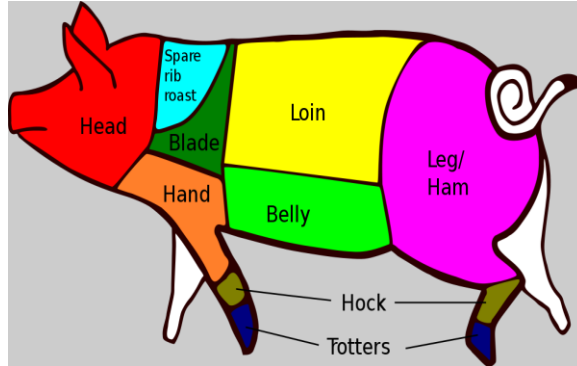 Spare
rib
roast
Head
Blade
Loin
Hand
Leg/
Ham
Belly
Hock
Totters